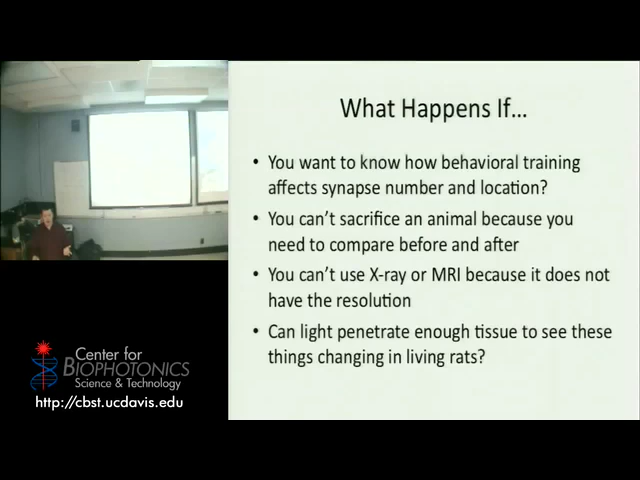 What Happens If...
• You want to know how behavioral training
affects synapse number and location?
• You can't sacrifice an animal because you
need to compare before and after
• You can't use X-ray or MRI because it does not
have the resolution
• Can light penetrate enough tissue to see these
things changing in living rats?
Center for
BIOPHOTONICS
Science & Technology
http://cbst.ucdavis.edu